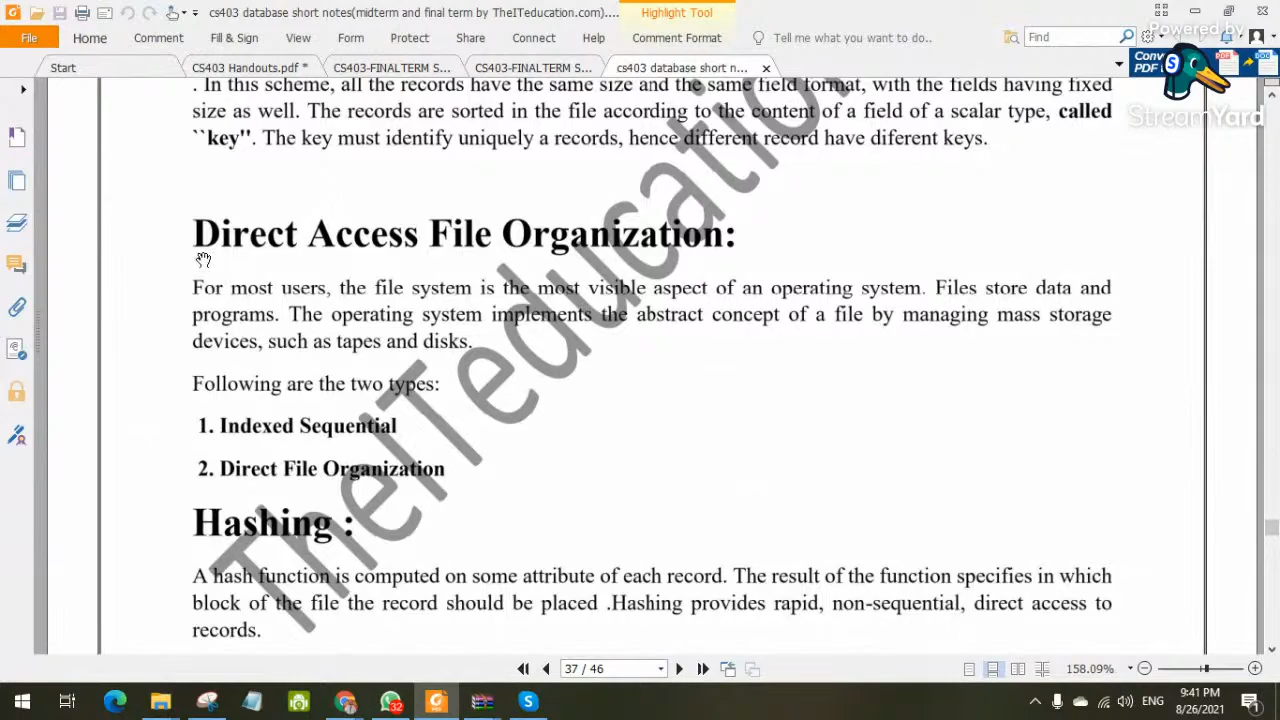 cs403 database short notes(midterm and final term by TheITeducation.com)....
Highlight Tool
File Home Comment Fill & Sign View Form Protect Share Connect Help Comment Format Tell me what you want to do.. Find
Powered by
StreamYard
Start CS403 Handouts.pdf * CS403-FINALTERM S... CS403-FINALTERM S... cs403 database short n...
Conv
PDF t
. In this scheme, all the records have the same size and the same field format, with the fields having fixed
size as well. The records are sorted in the file according to the content of a field of a scalar type, called
``key''. The key must identify uniquely a records, hence different record have diferent keys.
Direct Access File Organization:
For most users, the file system is the most visible aspect of an operating system. Files store data and
programs. The operating system implements the abstract concept of a file by managing mass storage
devices, such as tapes and disks.
Following are the two types:
1. Indexed Sequential
2. Direct File Organization
Hashing :
A hash function is computed on some attribute of each record. The result of the function specifies in which
block of the file the record should be placed .Hashing provides rapid, non-sequential, direct access to
records.
TheITeducation
37 / 46
158.09%
32
ENG
9:41 PM
8/26/2021
1